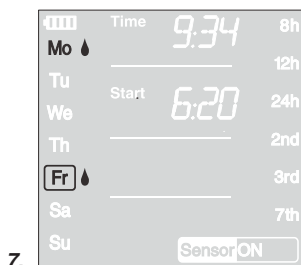 Time 9:34 8h
Mo
12h
Tu
Start 6:20 24h
We
2nd
Th
Fr 3rd
Sa 7th
Su Sensor ON
7.